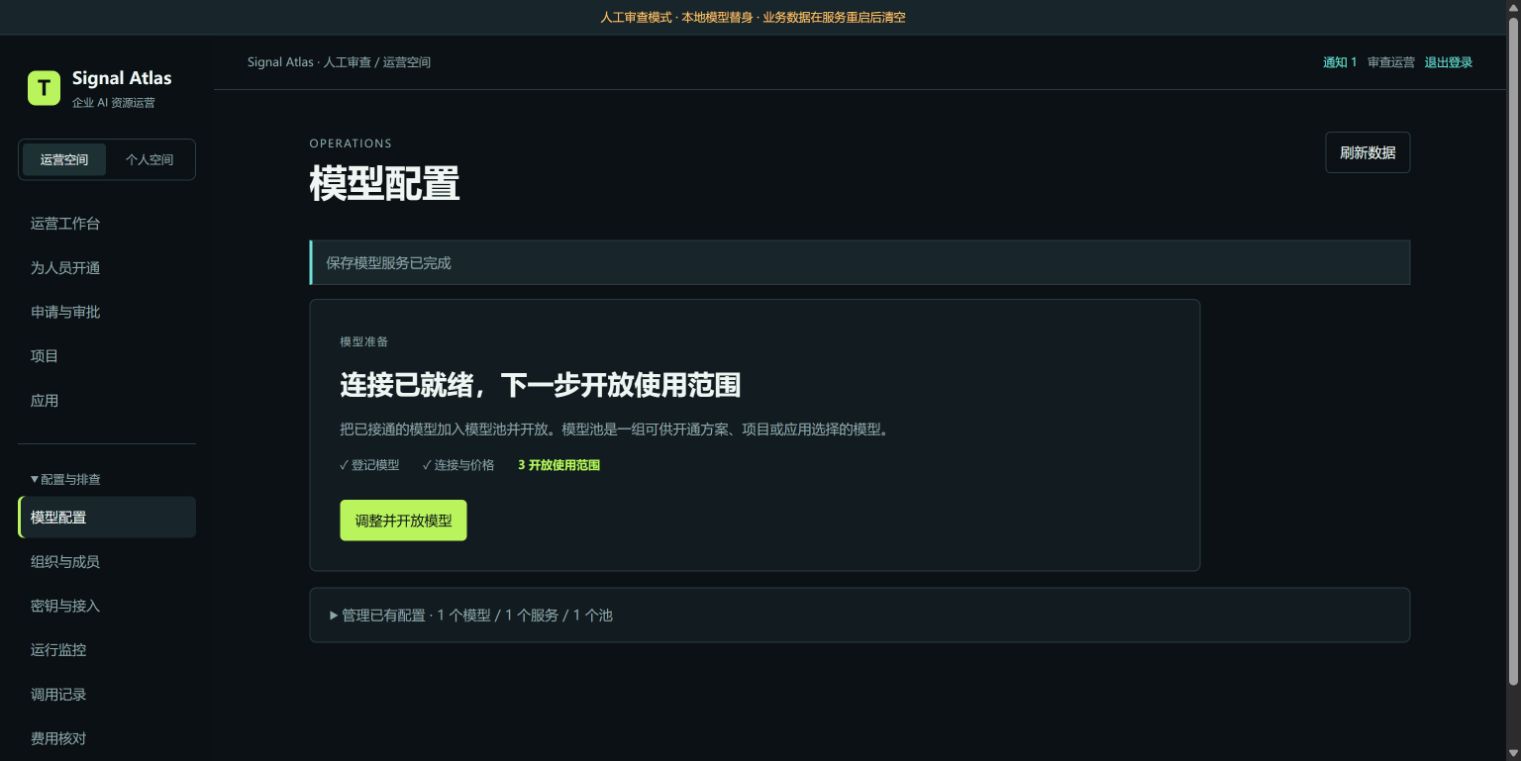 人工审查模式 · 本地模型替身 · 业务数据在服务重启后清空
T
Signal Atlas
企业 AI 资源运营
Signal Atlas · 人工审查 / 运营空间
通知 1 审查运营 退出登录
运营空间 个人空间
运营工作台
为人员开通
申请与审批
项目
应用
▼配置与排查
模型配置
组织与成员
密钥与接入
运行监控
调用记录
费用核对
OPERATIONS
模型配置
刷新数据
保存模型服务已完成
模型准备
连接已就绪，下一步开放使用范围
把已接通的模型加入模型池并开放。模型池是一组可供开通方案、项目或应用选择的模型。
✓ 登记模型 ✓ 连接与价格 3 开放使用范围
调整并开放模型
▶ 管理已有配置 · 1 个模型 / 1 个服务 / 1 个池